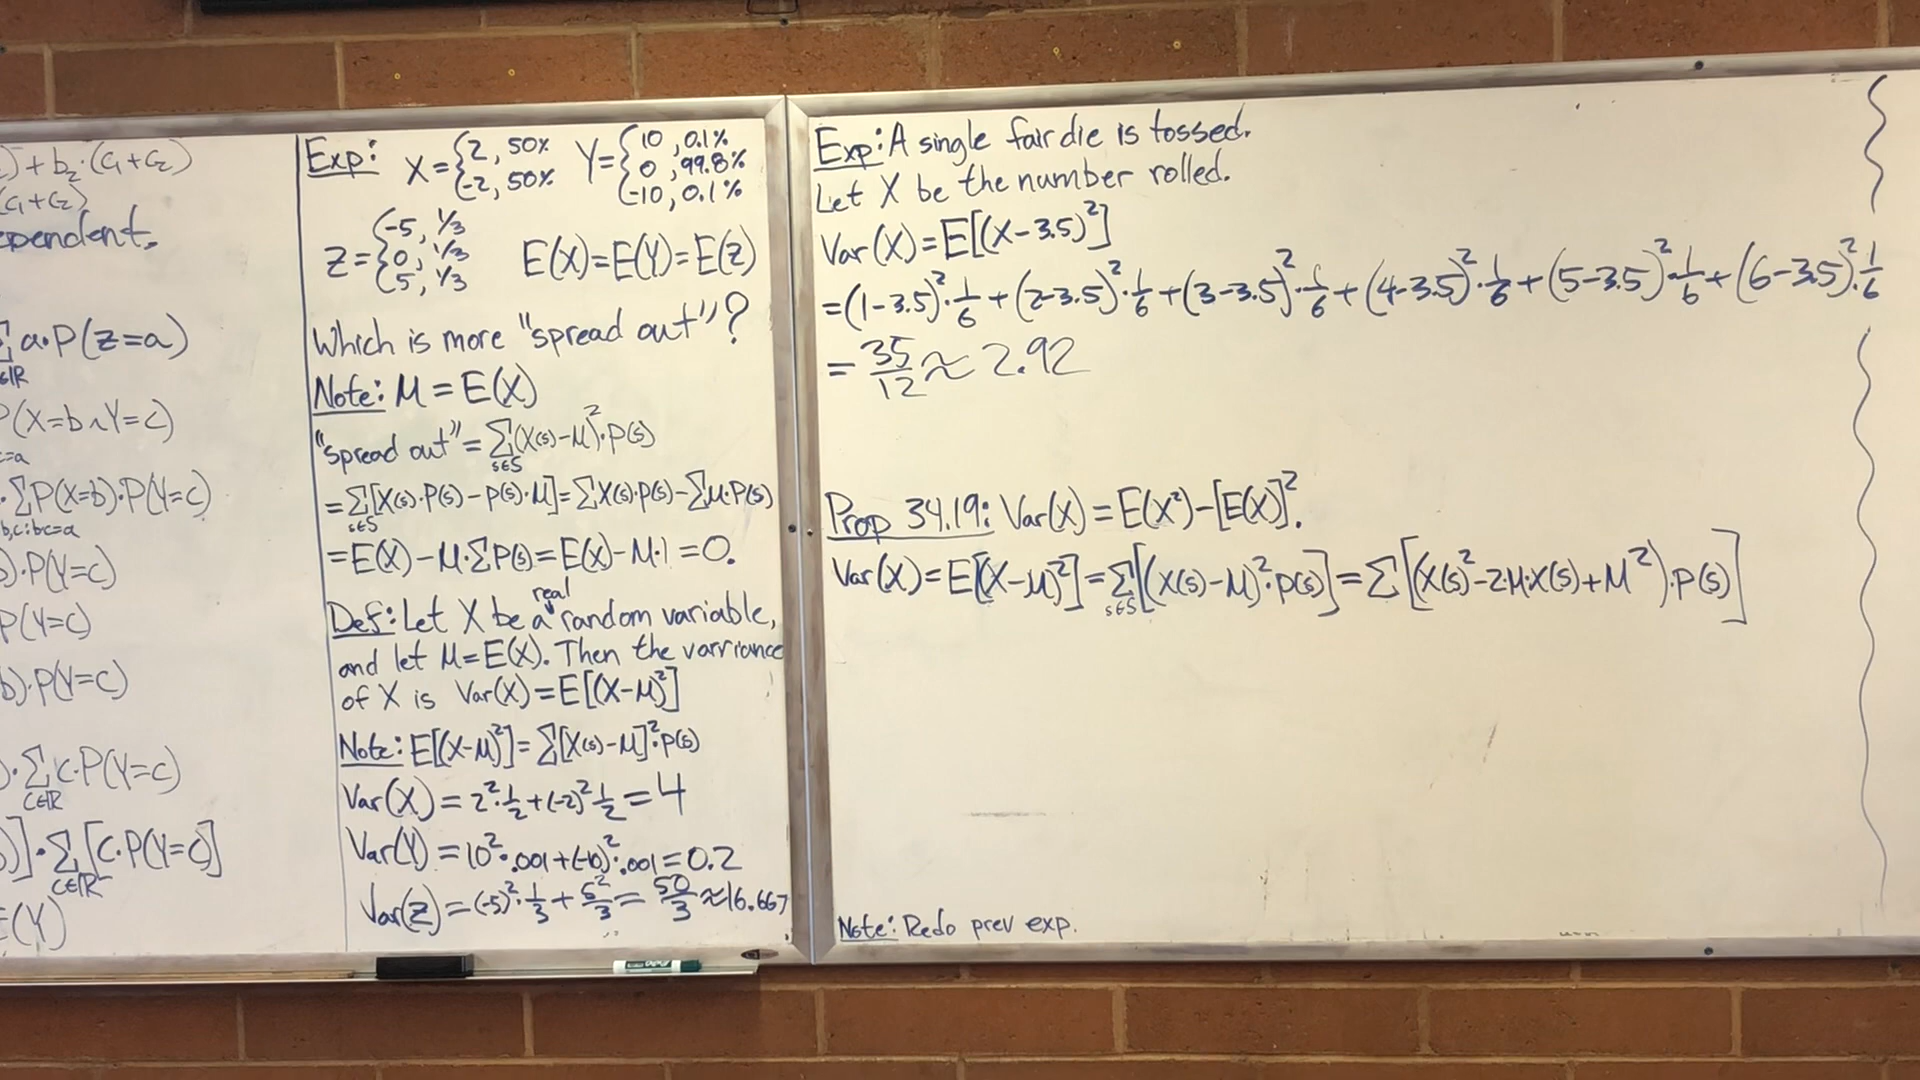 ) + b₂·(c₁+c₂)
(c₁+c₂)
ependent.
∑ a·P(Z=a)
∈ℝ
P(X=b ∧ Y=c)
c=a
·∑P(X=b)·P(Y=c)
b,c:bc=a
)·P(Y=c)
P(Y=c)
b)·P(Y=c)
)·∑ c·P(Y=c)
c∈ℝ
)]·∑[c·P(Y=c)]
c∈ℝ
E(Y)
Exp: X={2, 50% Y={10, 0.1%
-2, 50% 0, 99.8%
-10, 0.1%
Z={-5, 1/3
0, 1/3 E(X)=E(Y)=E(Z)
5, 1/3
Which is more "spread out"?
Note: M = E(X)
"spread out" = ∑(X(s)-M)²·P(s)
s∈S
= ∑[X(s)·P(s) - P(s)·M] = ∑X(s)·P(s) - ∑M·P(s)
s∈S
= E(X) - M·∑P(s) = E(X) - M·1 = 0.
real
Def: Let X be a random variable,
and let M=E(X). Then the varriance
of X is Var(X) = E[(X-M)²]
Note: E[(X-M)²] = ∑[X(s)-M]²·P(s)
Var(X) = 2²·1/2 + (-2)²·1/2 = 4
Var(Y) = 10²·.001 + (-10)²·.001 = 0.2
Var(Z) = (-5)²·1/3 + 5²/3 = 50/3 ≈ 16.667
Exp: A single fair die is tossed.
Let X be the number rolled.
Var(X) = E[(X-3.5)²]
= (1-3.5)²·1/6 + (2-3.5)²·1/6 + (3-3.5)²·1/6 + (4-3.5)²·1/6 + (5-3.5)²·1/6 + (6-3.5)²·1/6
= 35/12 ≈ 2.92
Prop 34.19: Var(X) = E(X²) - [E(X)]².
Var(X) = E[(X-M)²] = ∑[(X(s)-M)²·P(s)] = ∑[(X(s)² - 2·M·X(s) + M²)·P(s)]
s∈S
Note: Redo prev exp.